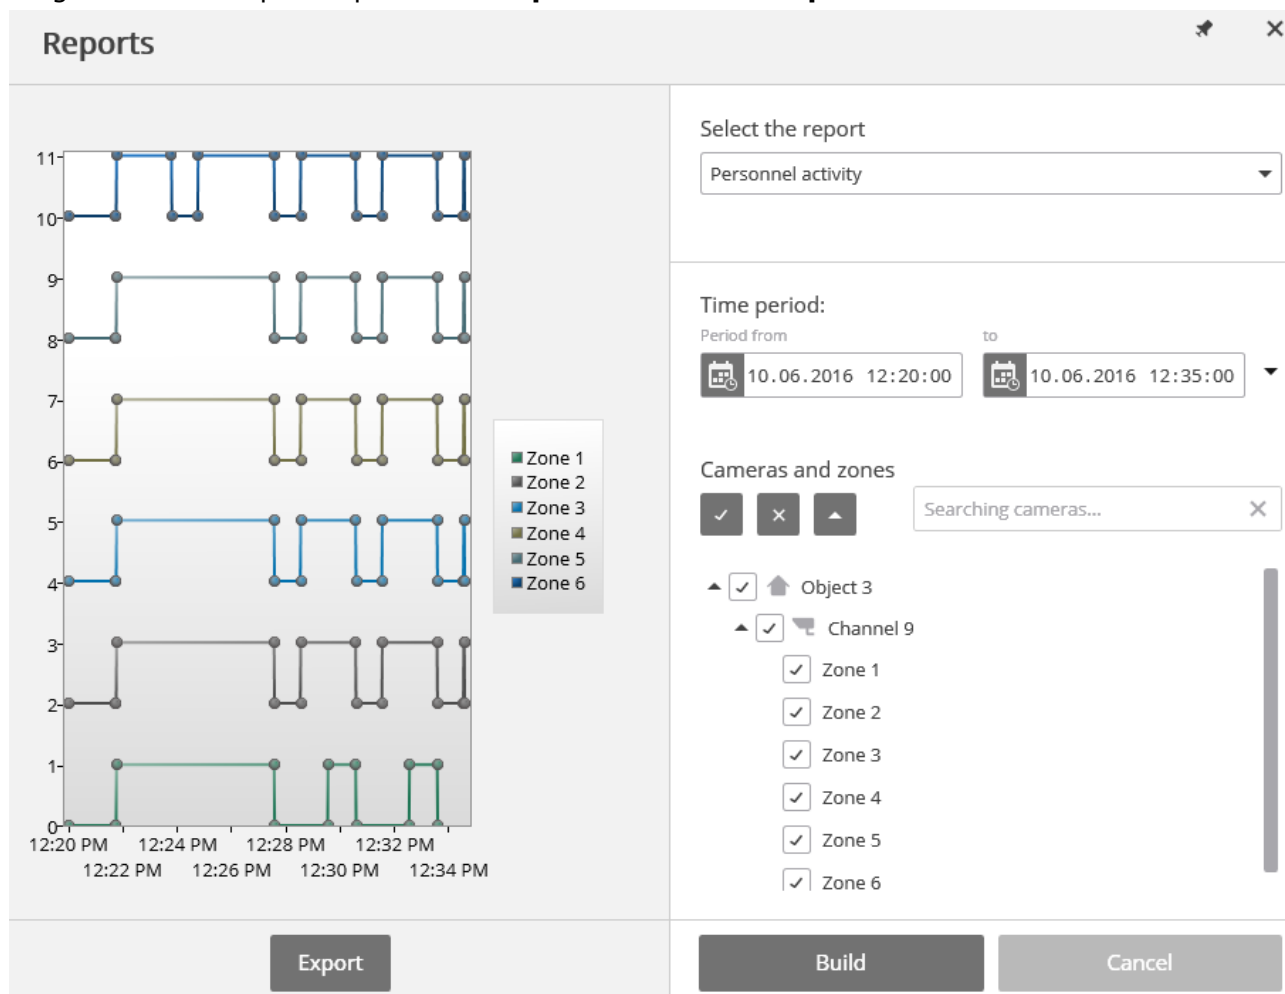 Reports
11
10
9
8
7
6
5
4
3
2
1
0
12:20 PM 12:24 PM 12:28 PM 12:32 PM
12:22 PM 12:26 PM 12:30 PM 12:34 PM
Zone 1
Zone 2
Zone 3
Zone 4
Zone 5
Zone 6
Export
Select the report
Personnel activity
Time period:
Period from to
10.06.2016 12:20:00 10.06.2016 12:35:00
Cameras and zones
Searching cameras...
Object 3
Channel 9
Zone 1
Zone 2
Zone 3
Zone 4
Zone 5
Zone 6
Build Cancel